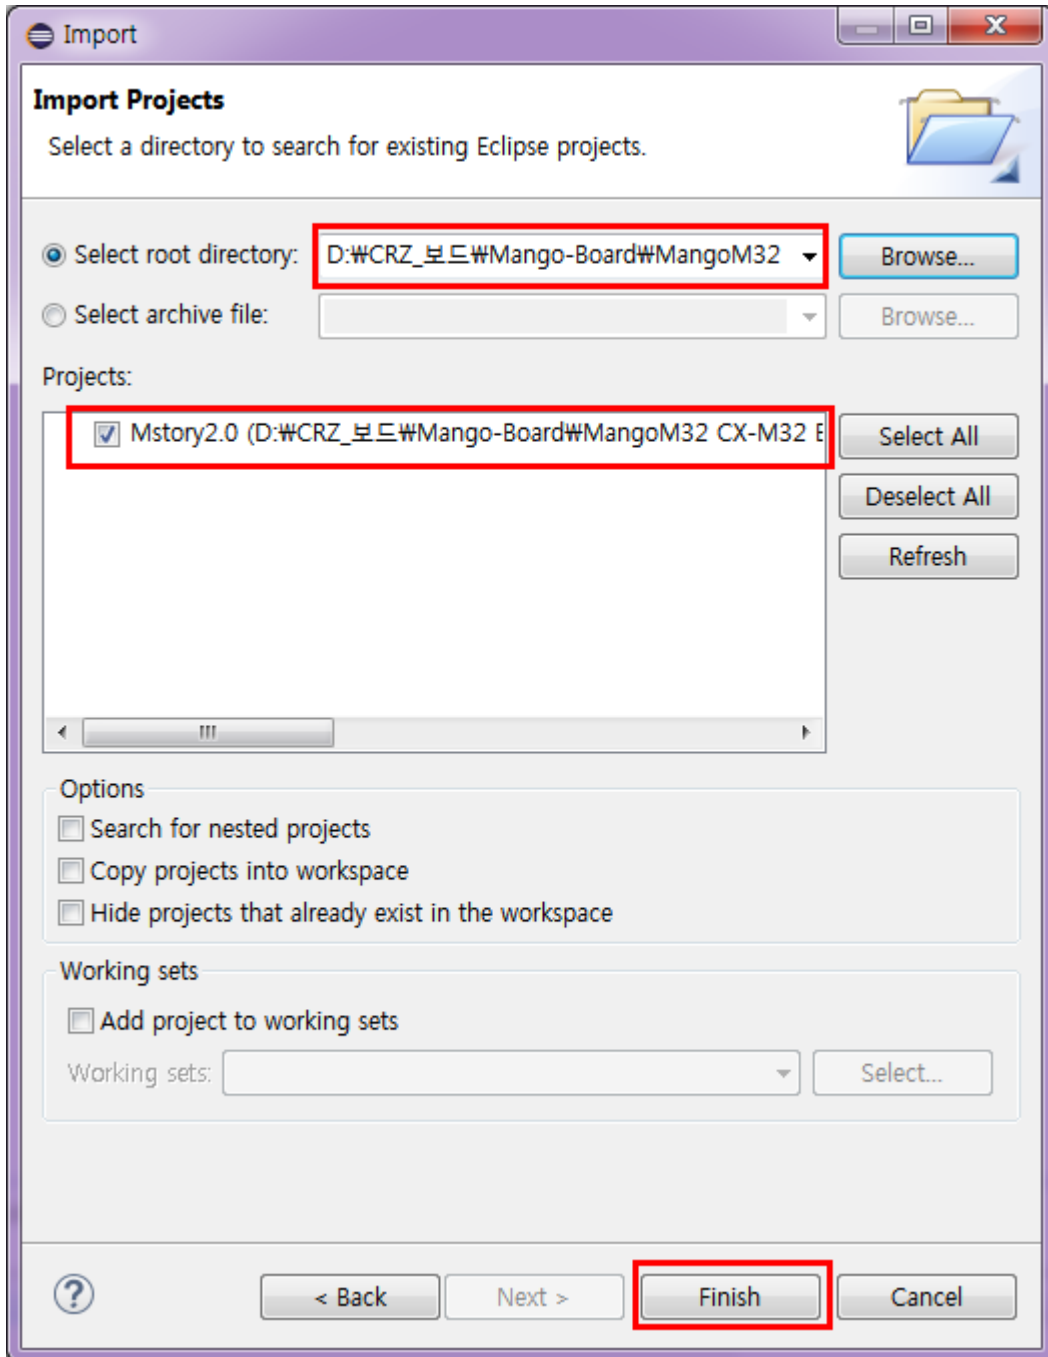 Import
Import Projects
Select a directory to search for existing Eclipse projects.
Select root directory: D:₩CRZ_보드₩Mango-Board₩MangoM32 Browse...
Select archive file: Browse...
Projects:
Mstory2.0 (D:₩CRZ_보드₩Mango-Board₩MangoM32 CX-M32 E
Select All
Deselect All
Refresh
Options
Search for nested projects
Copy projects into workspace
Hide projects that already exist in the workspace
Working sets
Add project to working sets
Working sets: Select...
? < Back Next > Finish Cancel